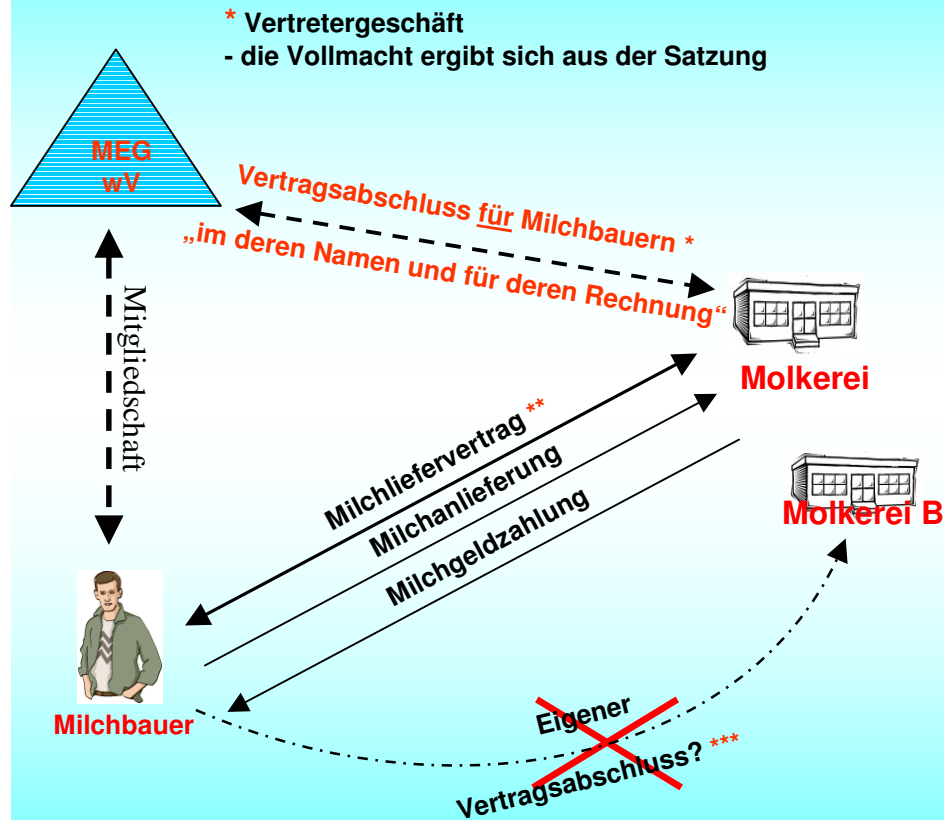 * Vertretergeschäft
- die Vollmacht ergibt sich aus der Satzung
MEG
wV
Vertragsabschluss für Milchbauern *
„im deren Namen und für deren Rechnung“
Mitgliedschaft
Molkerei
Milchliefervertrag **
Milchanlieferung
Milchgeldzahlung
Molkerei B
Milchbauer
Eigener
Vertragsabschluss? ***